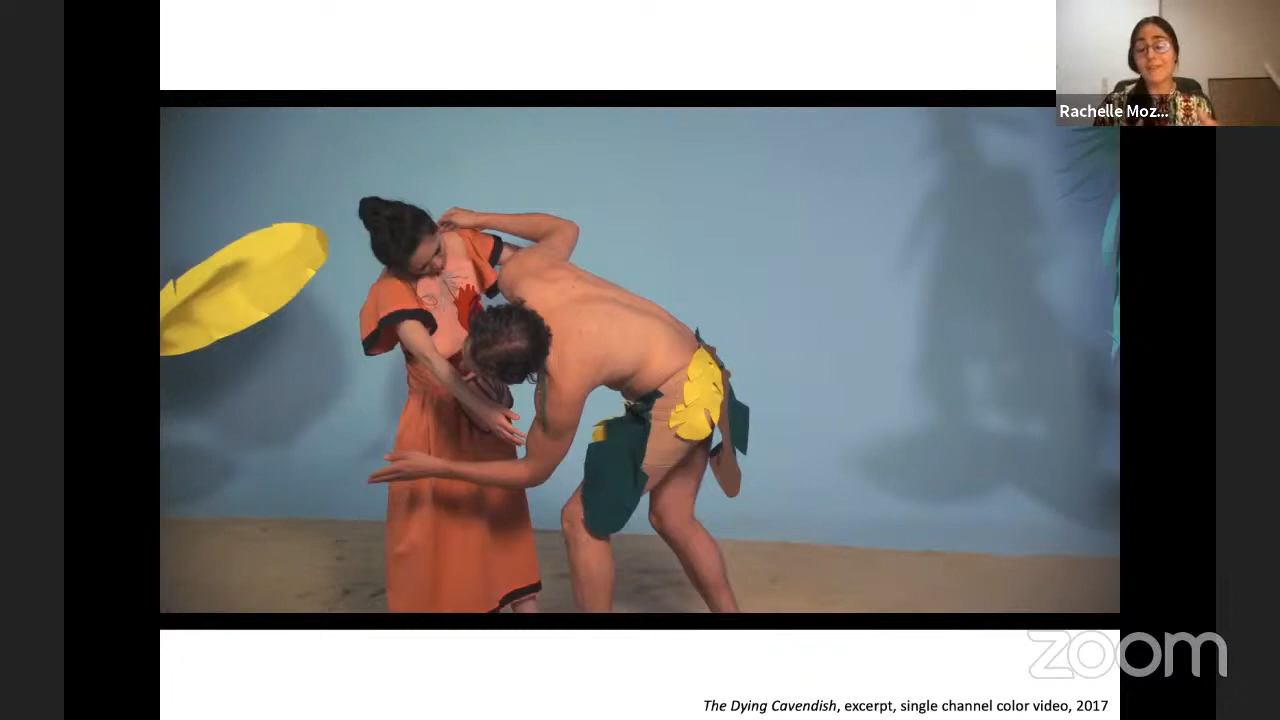 Rachelle Moz...
zoom
The Dying Cavendish, excerpt, single channel color video, 2017